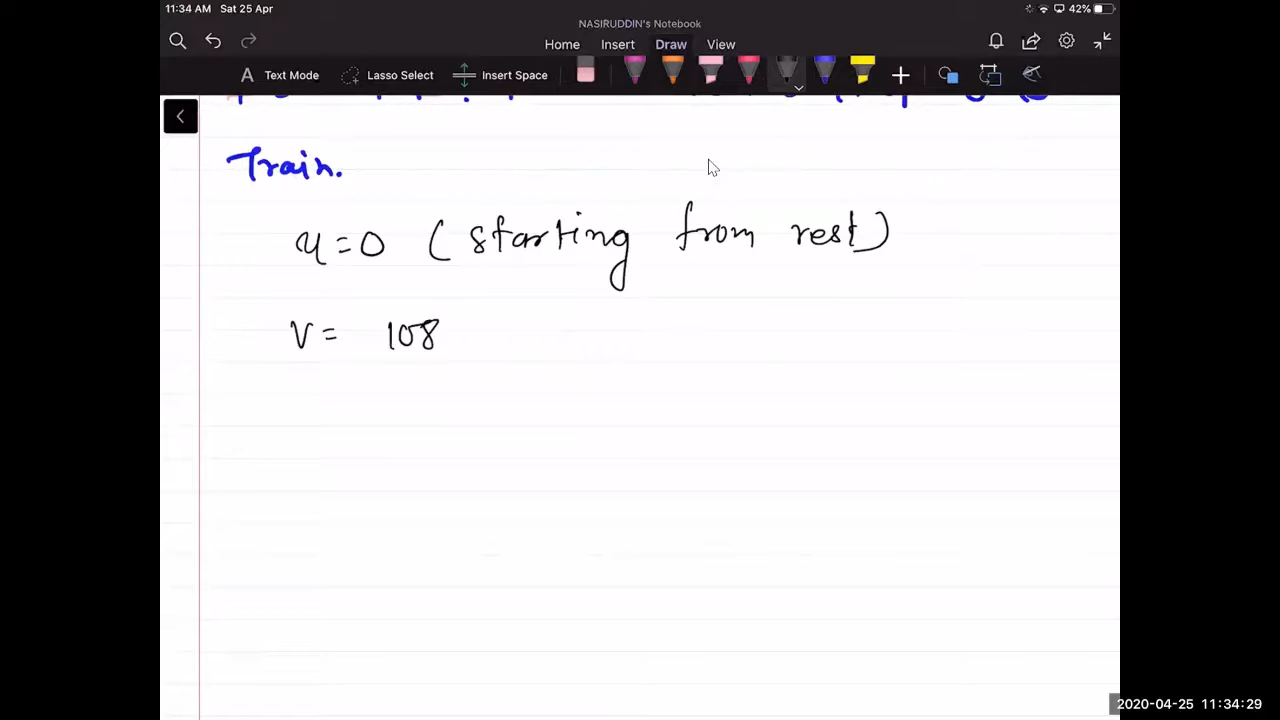 11:34 AM Sat 25 Apr
42%
NASIRUDDIN's Notebook
Home Insert Draw View
A Text Mode Lasso Select Insert Space
Train.
u = 0 (starting from rest)
V = 108
2020-04-25 11:34:29